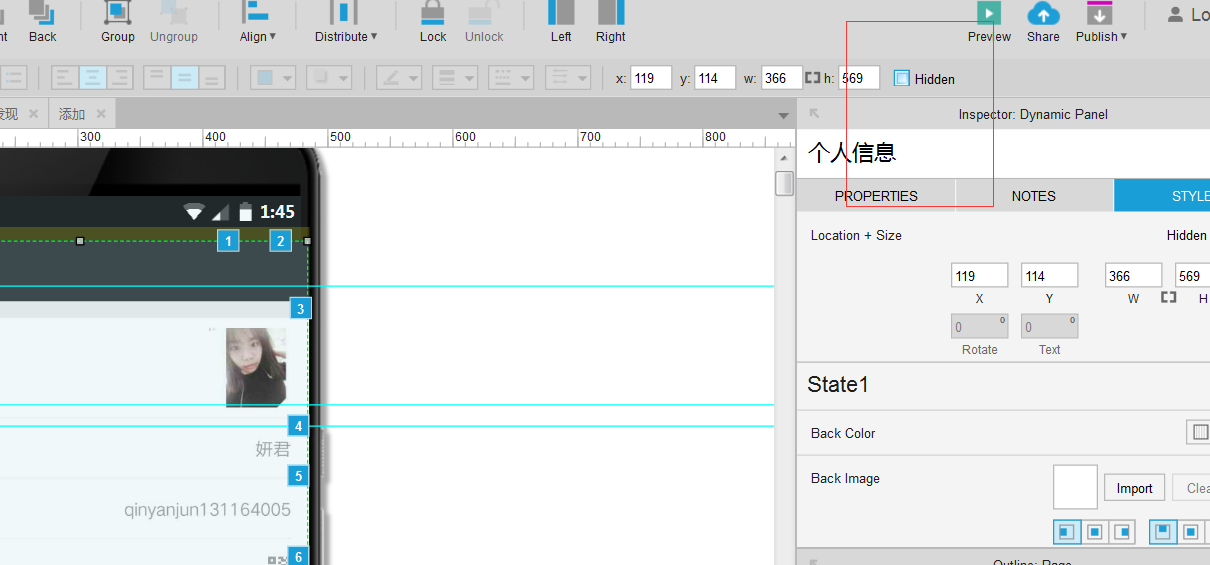 Back Group Ungroup Align Distribute Lock Unlock Left Right Preview Share Publish
x: 119 y: 114 w: 366 h: 569 Hidden
发现 添加
Inspector: Dynamic Panel
300 400 500 600 700 800
个人信息
PROPERTIES NOTES STYLE
1:45
1 2
Location + Size Hidden
119 114 366 569
X Y W H
0 0
Rotate Text
3
State1
4
Back Color
妍君
5
Back Image
Import
qinyanjun131164005
6
Outline: Page